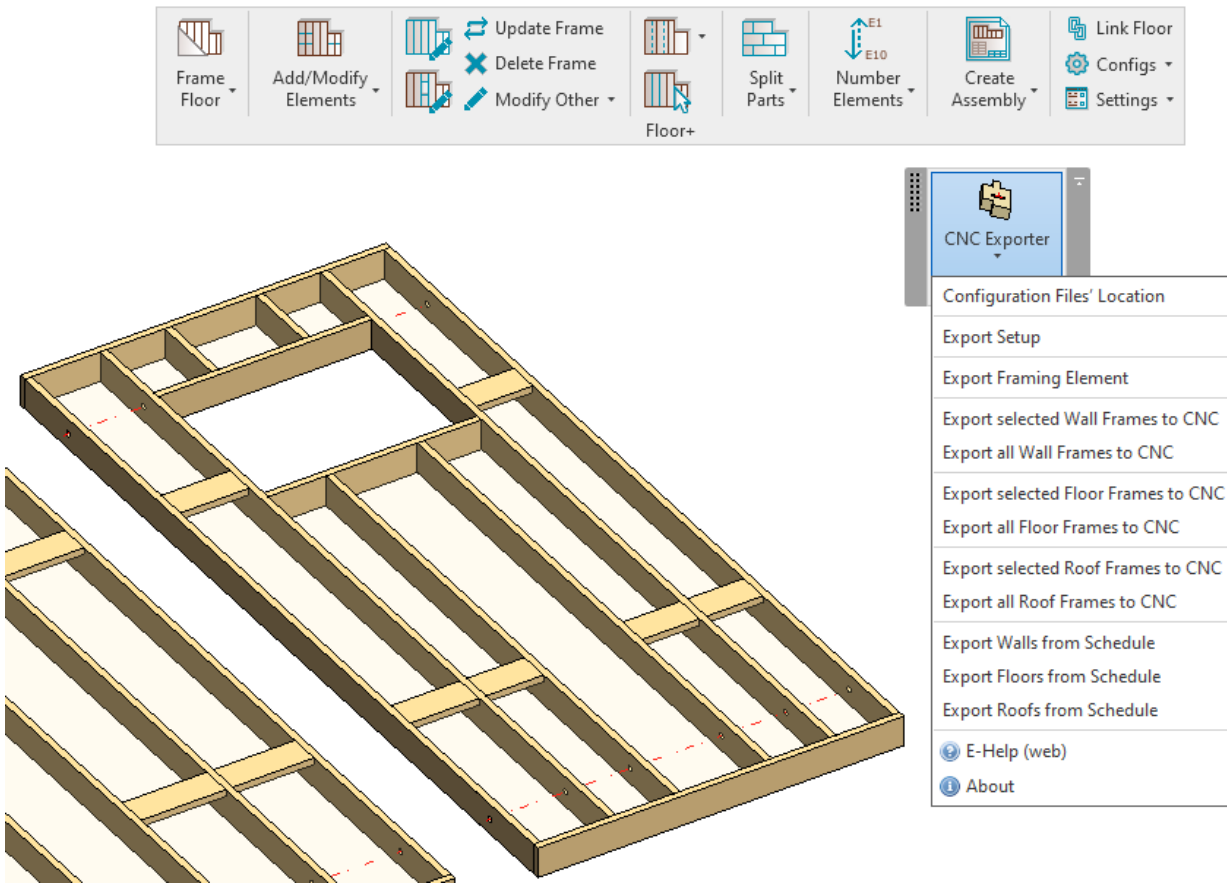 Frame
Floor
Add/Modify
Elements
Update Frame
Delete Frame
Modify Other
Split
Parts
E1
E10
Number
Elements
Create
Assembly
Link Floor
Configs
Settings
Floor+
CNC Exporter
Configuration Files' Location
Export Setup
Export Framing Element
Export selected Wall Frames to CNC
Export all Wall Frames to CNC
Export selected Floor Frames to CNC
Export all Floor Frames to CNC
Export selected Roof Frames to CNC
Export all Roof Frames to CNC
Export Walls from Schedule
Export Floors from Schedule
Export Roofs from Schedule
E-Help (web)
About